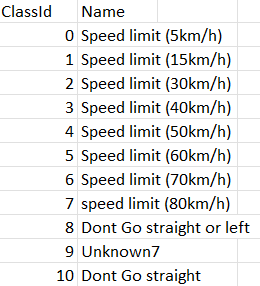 ClassId Name
0 Speed limit (5km/h)
1 Speed limit (15km/h)
2 Speed limit (30km/h)
3 Speed limit (40km/h)
4 Speed limit (50km/h)
5 Speed limit (60km/h)
6 Speed limit (70km/h)
7 speed limit (80km/h)
8 Dont Go straight or left
9 Unknown7
10 Dont Go straight